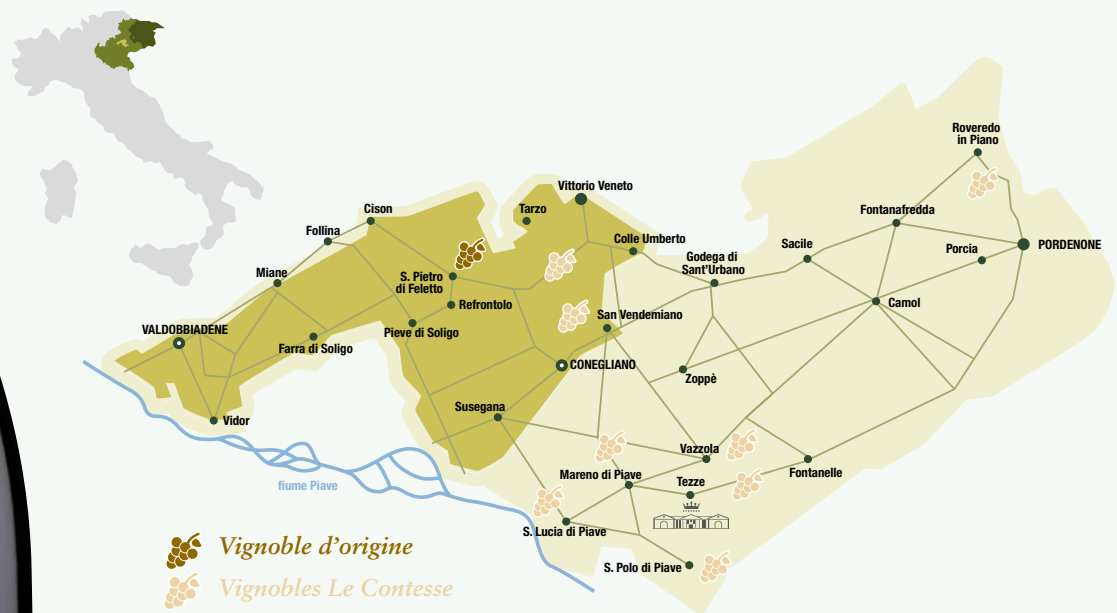 Roveredo
in Piano
Vittorio Veneto
Cison
Tarzo
Fontanafredda
Follina
Colle Umberto
Sacile
PORDENONE
Porcia
Godega di
Sant'Urbano
Miane
S. Pietro
di Feletto
Refrontolo
Camol
San Vendemiano
VALDOBBIADENE
Pieve di Soligo
Farra di Soligo
CONEGLIANO
Zoppè
Susegana
Vidor
Vazzola
Mareno di Piave
Tezze
Fontanelle
fiume Piave
S. Lucia di Piave
S. Polo di Piave
Vignoble d'origine
Vignobles Le Contesse